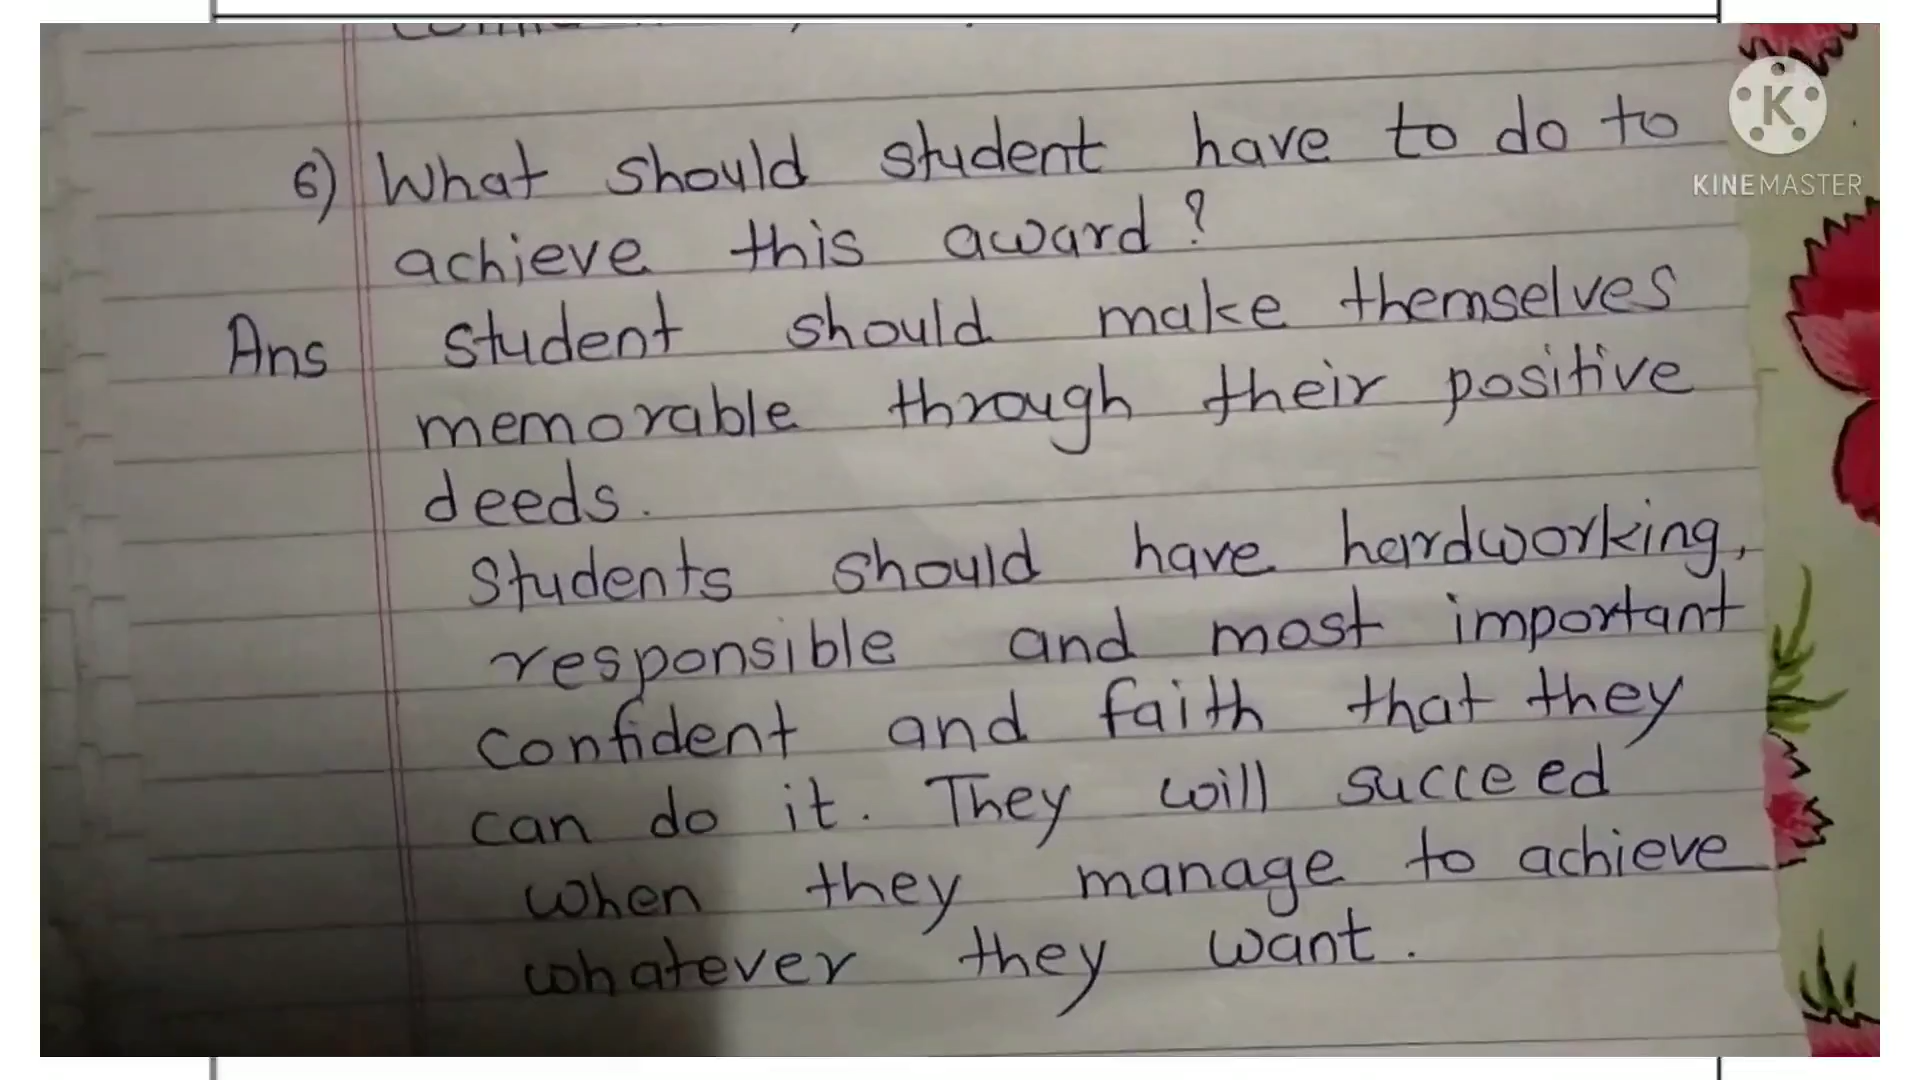 6) What should student have to do to
achieve this award?
Ans student should make themselves
memorable through their positive
deeds.
Students should have hardworking,
responsible and most important
confident and faith that they
can do it. They will succeed
when they manage to achieve
whatever they want.
K
KINEMASTER